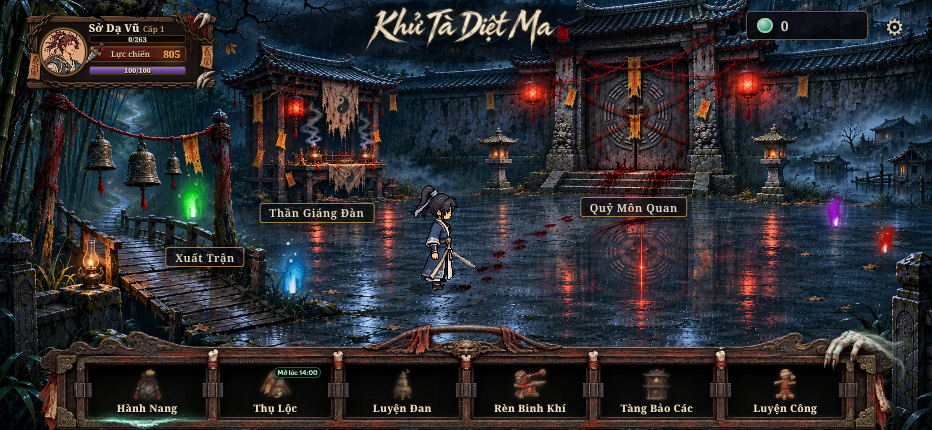 Khử Tà Diệt Ma
Sở Dạ Vũ Cấp 1
0/263
Lực chiến 805
100/100
0
Thần Giáng Đàn
Quỷ Môn Quan
Xuất Trận
Mở lúc 14:00
Hành Nang
Thụ Lộc
Luyện Đan
Rèn Binh Khí
Tàng Bảo Các
Luyện Công